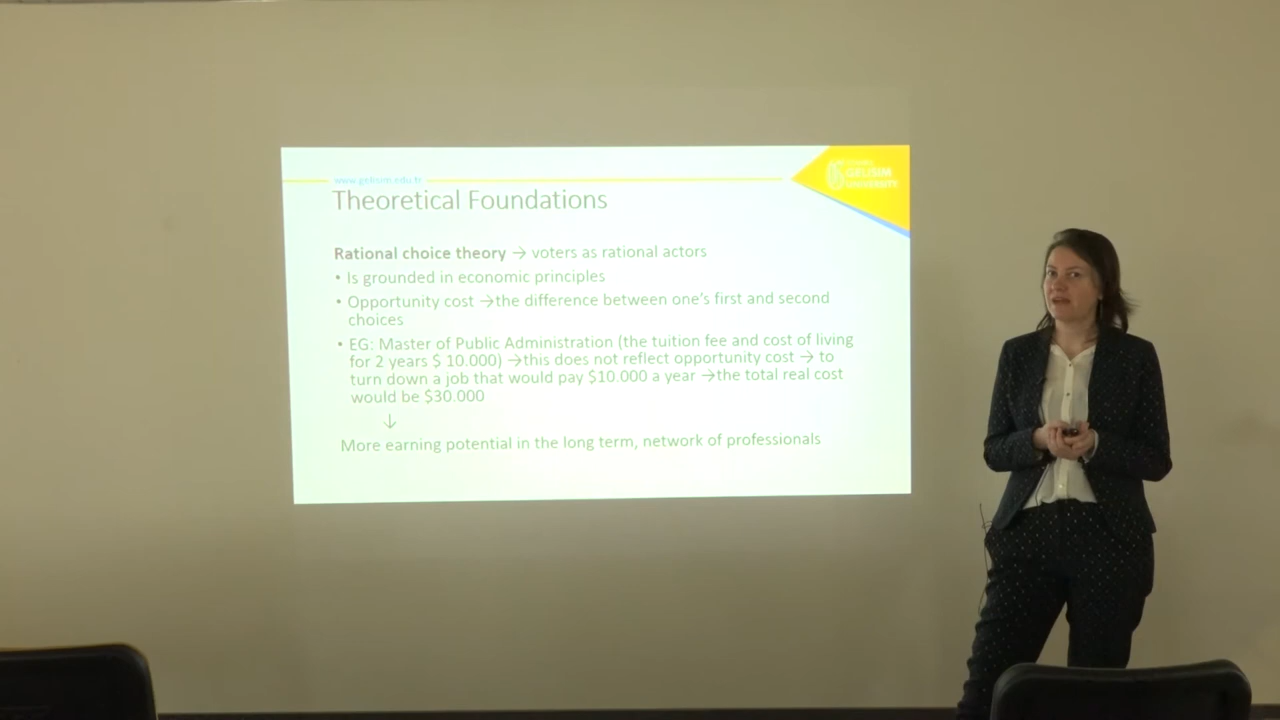 www.gelisim.edu.tr
GELISIM
UNIVERSITY
Theoretical Foundations
Rational choice theory → voters as rational actors
• Is grounded in economic principles
• Opportunity cost →the difference between one's first and second
choices
• EG: Master of Public Administration (the tuition fee and cost of living
for 2 years $ 10.000) →this does not reflect opportunity cost → to
turn down a job that would pay $10.000 a year →the total real cost
would be $30.000
↓
More earning potential in the long term, network of professionals